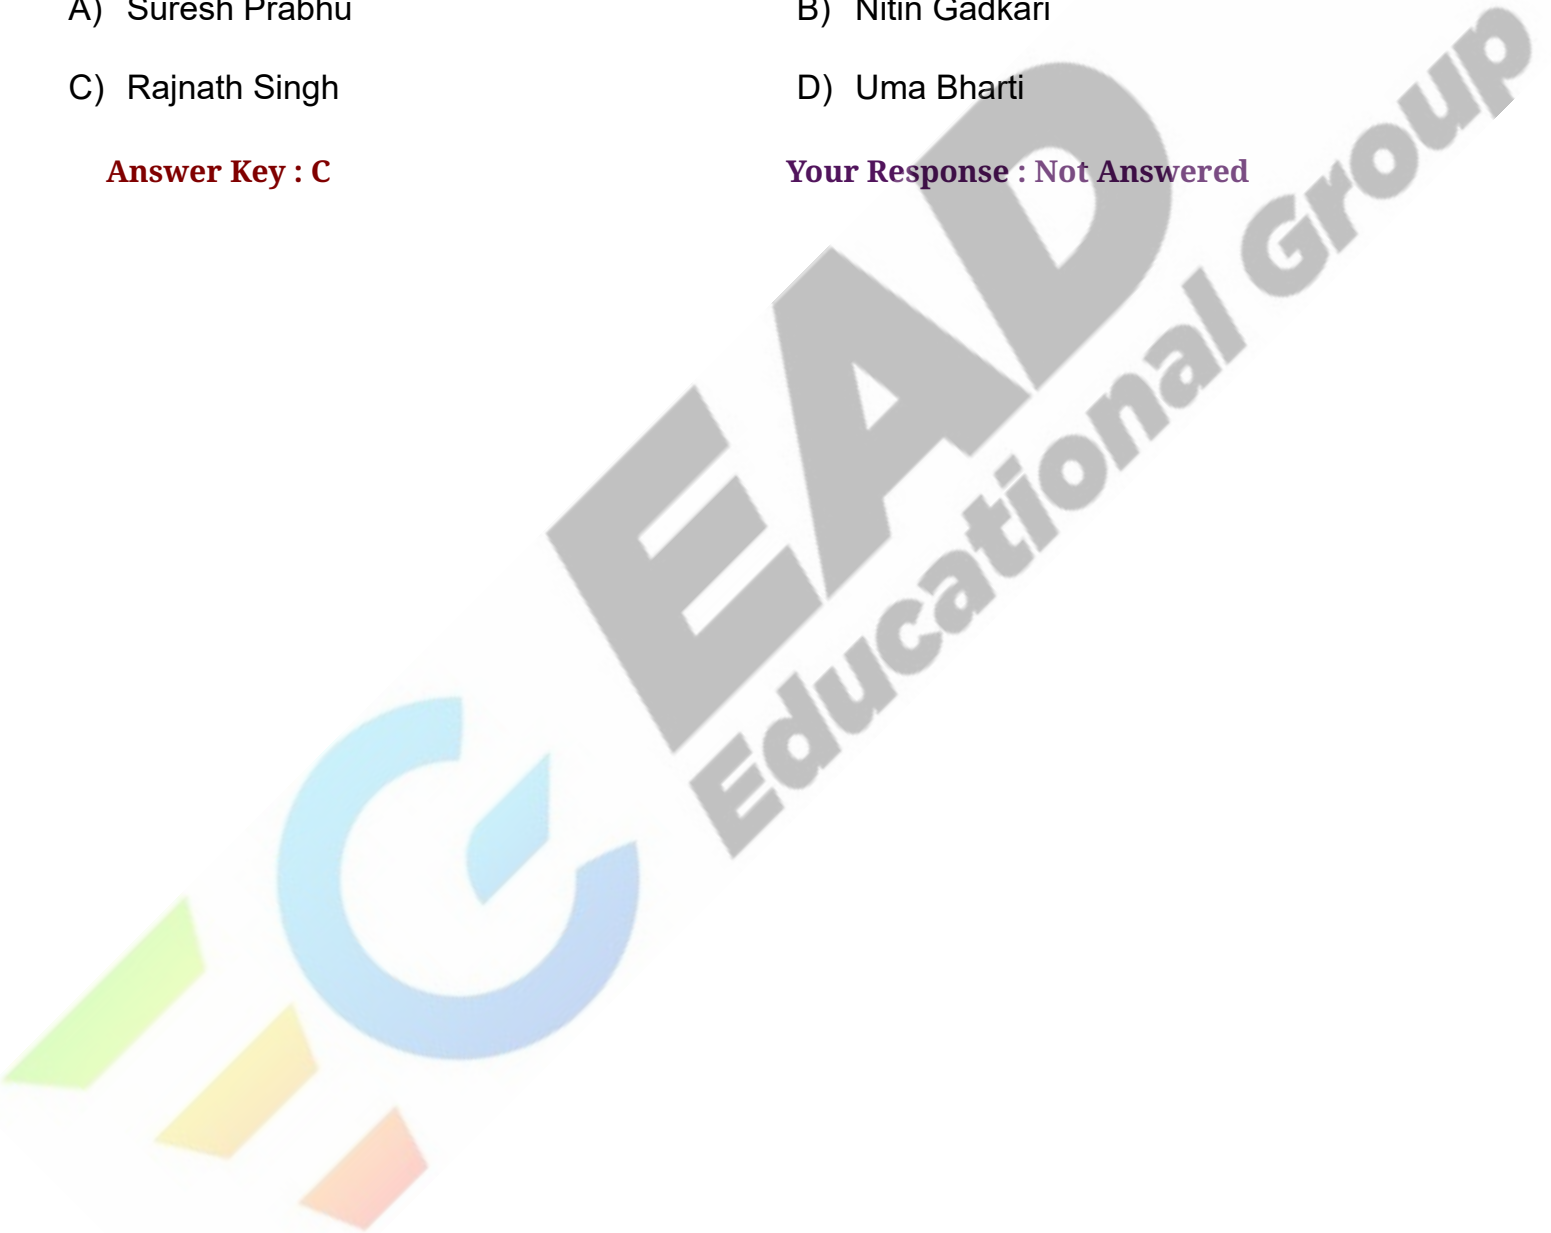 A) Suresh Prabhu B) Nitin Gadkari
C) Rajnath Singh D) Uma Bharti
Answer Key : C Your Response : Not Answered
EAD
Educational Group